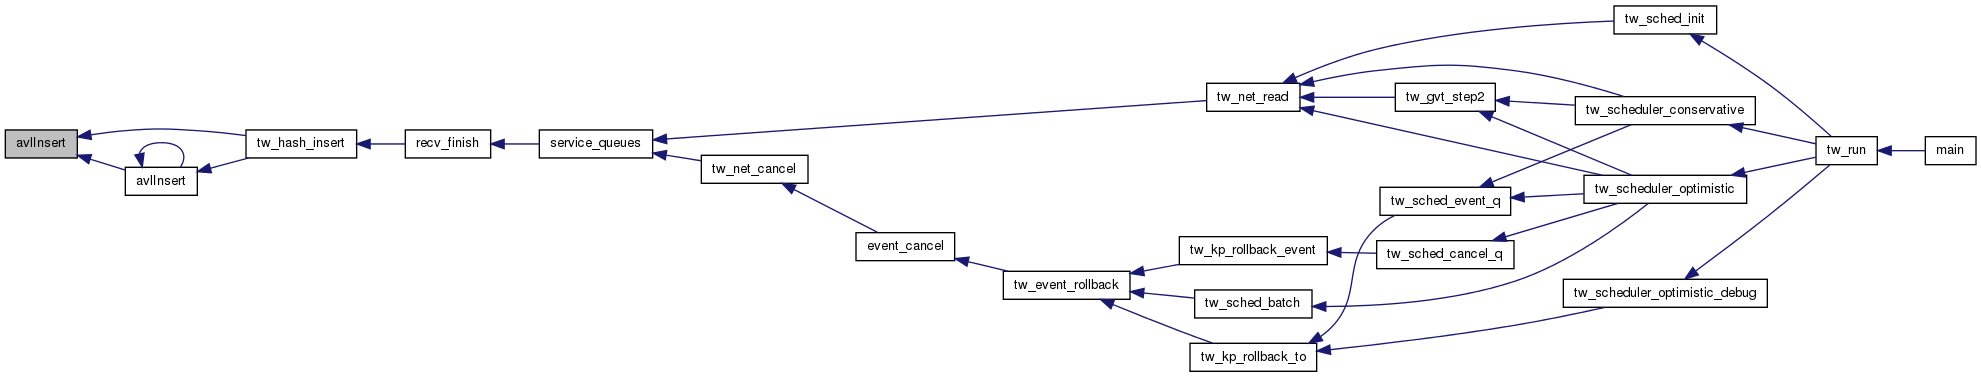 avlInsert
avlInsert
tw_hash_insert
recv_finish
service_queues
tw_net_read
tw_net_cancel
event_cancel
tw_event_rollback
tw_kp_rollback_event
tw_sched_batch
tw_kp_rollback_to
tw_gvt_step2
tw_sched_event_q
tw_sched_cancel_q
tw_sched_init
tw_scheduler_conservative
tw_scheduler_optimistic
tw_scheduler_optimistic_debug
tw_run
main